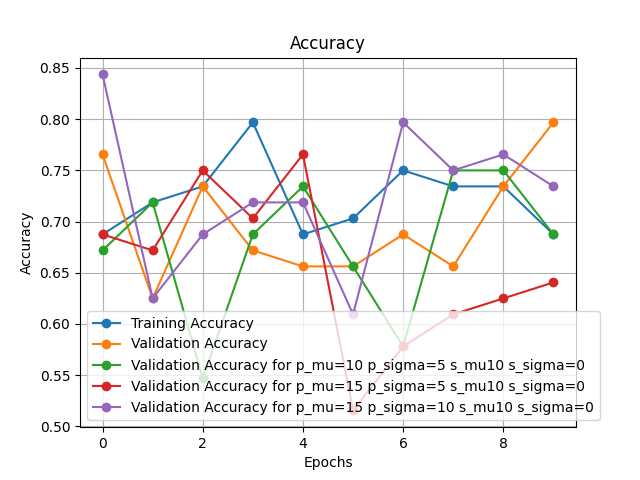 Accuracy
0.85
0.80
0.75
0.70
0.65
0.60
0.55
0.50
Accuracy
Training Accuracy
Validation Accuracy
Validation Accuracy for p_mu=10 p_sigma=5 s_mu10 s_sigma=0
Validation Accuracy for p_mu=15 p_sigma=5 s_mu10 s_sigma=0
Validation Accuracy for p_mu=15 p_sigma=10 s_mu10 s_sigma=0
0 2 4 6 8
Epochs